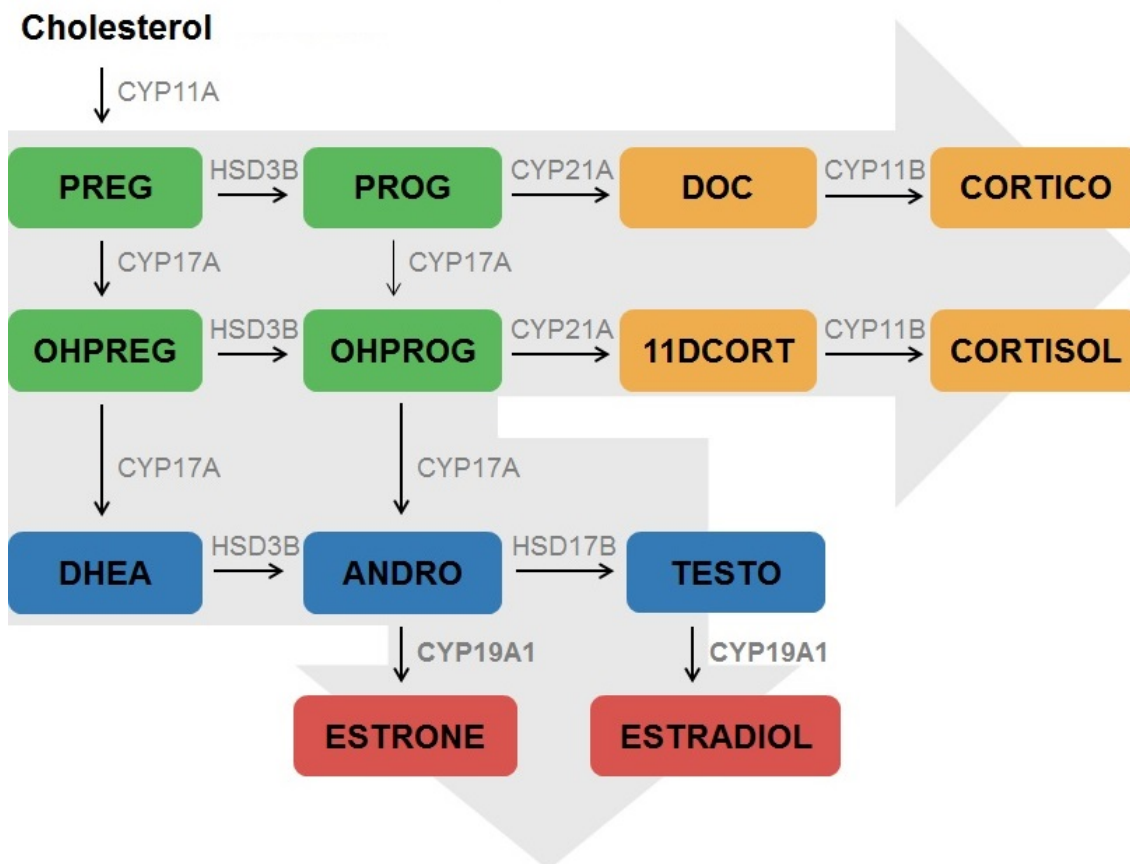 Cholesterol
CYP11A
HSD3B CYP21A CYP11B
PREG PROG DOC CORTICO
CYP17A CYP17A
HSD3B CYP21A CYP11B
OHPREG OHPROG 11DCORT CORTISOL
CYP17A CYP17A
HSD3B HSD17B
DHEA ANDRO TESTO
CYP19A1 CYP19A1
ESTRONE ESTRADIOL